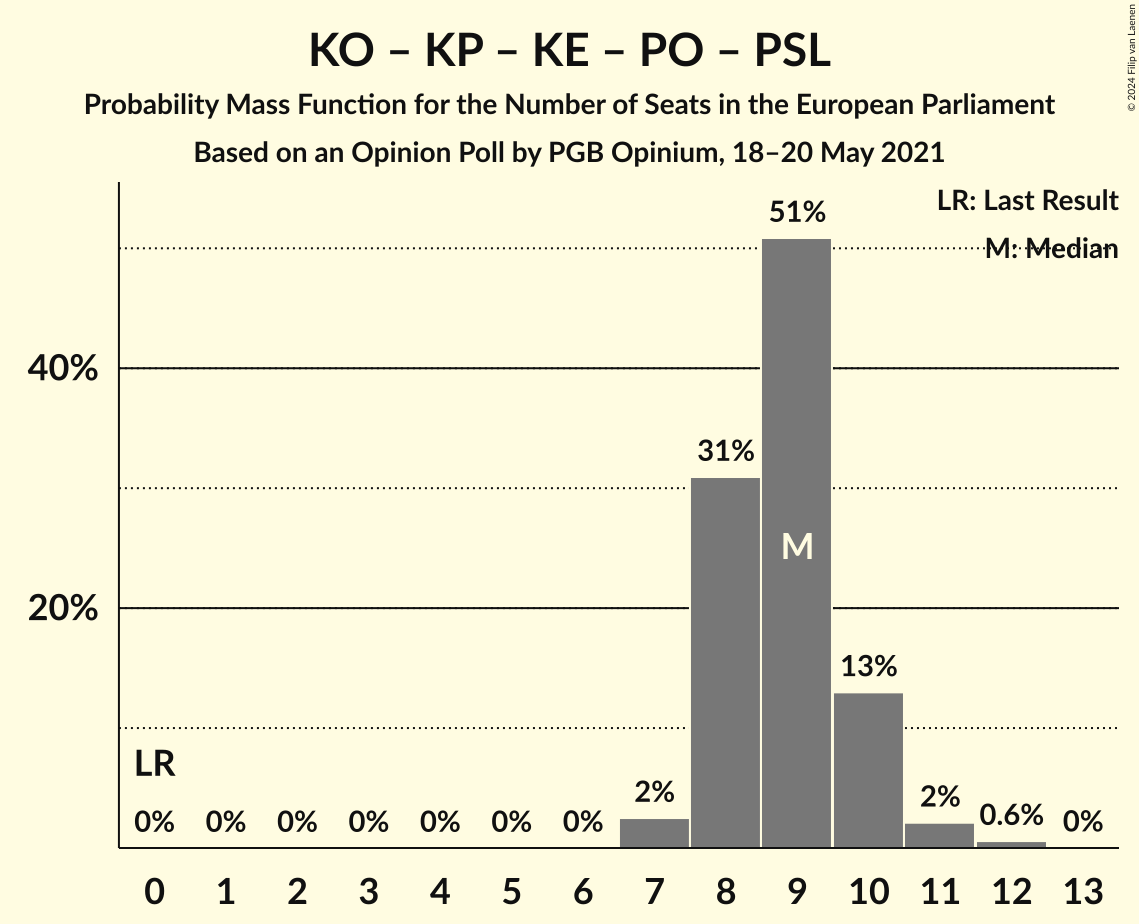 KO – KP – KE – PO – PSL
Probability Mass Function for the Number of Seats in the European Parliament
Based on an Opinion Poll by PGB Opinium, 18–20 May 2021
© 2024 Filip van Laenen
LR: Last Result
M: Median
51%
40%
31%
M
20%
13%
LR
2%
2%
0.6%
0% 0% 0% 0% 0% 0% 0% 0%
0 1 2 3 4 5 6 7 8 9 10 11 12 13